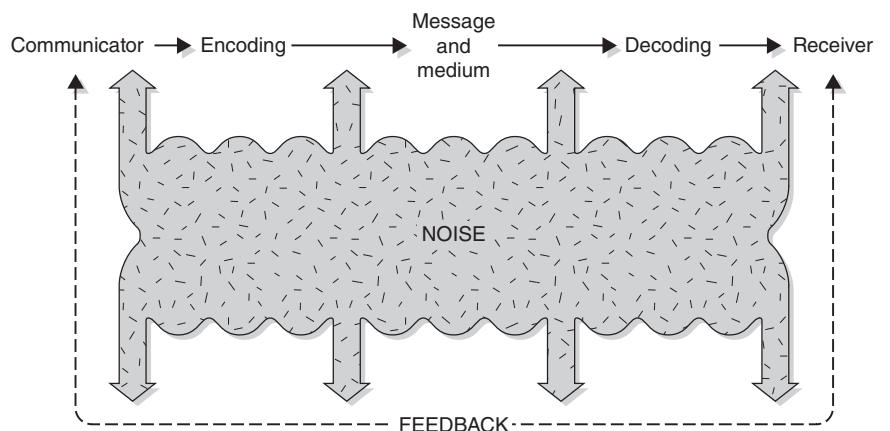 Communicator
Encoding
Message
and
medium
Decoding
Receiver
NOISE
FEEDBACK